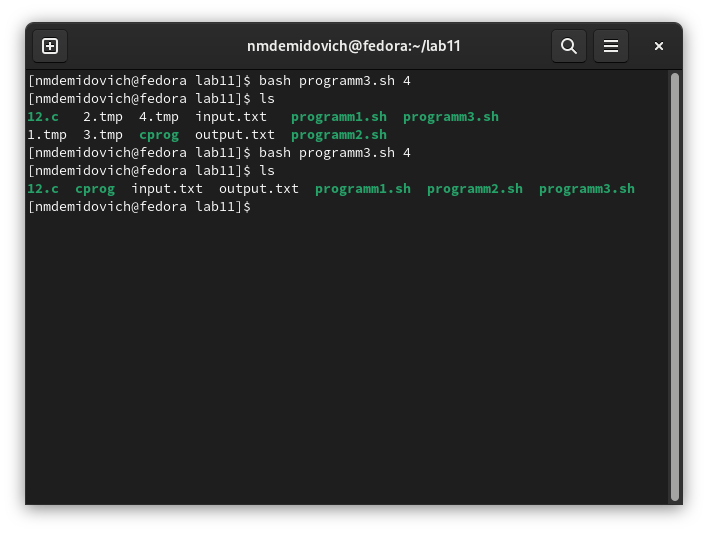 nmdemidovich@fedora:~/lab11
[nmdemidovich@fedora lab11]$ bash programm3.sh 4
[nmdemidovich@fedora lab11]$ ls
12.c   2.tmp  4.tmp  input.txt   programm1.sh  programm3.sh
1.tmp  3.tmp  cprog  output.txt  programm2.sh
[nmdemidovich@fedora lab11]$ bash programm3.sh 4
[nmdemidovich@fedora lab11]$ ls
12.c  cprog  input.txt  output.txt  programm1.sh  programm2.sh  programm3.sh
[nmdemidovich@fedora lab11]$